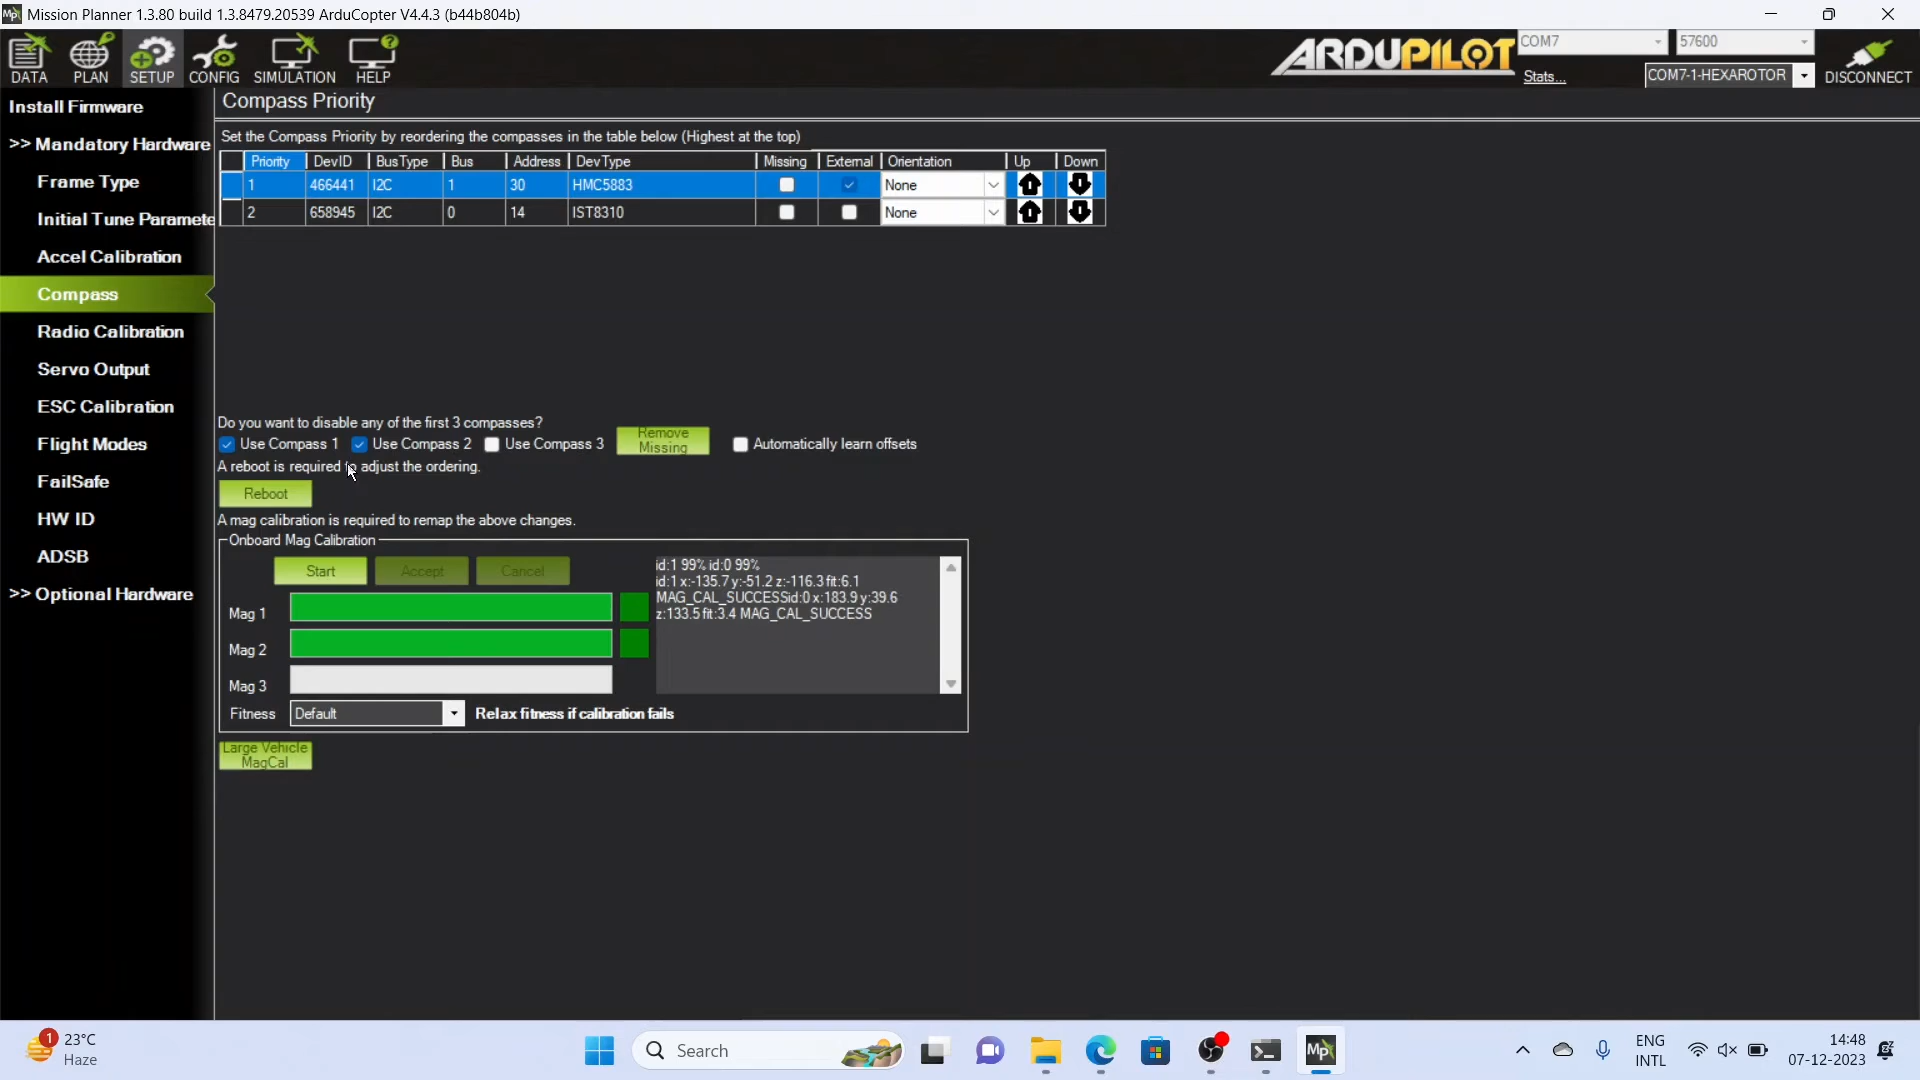 Mission Planner 1.3.80 build 1.3.8479.20539 ArduCopter V4.4.3 (b44b804b)
DATA PLAN SETUP CONFIG SIMULATION HELP
ARDUPILOT
COM7 57600
Stats... COM7-1-HEXAROTOR DISCONNECT
Install Firmware
>> Mandatory Hardware
Frame Type
Initial Tune Paramete
Accel Calibration
Compass
Radio Calibration
Servo Output
ESC Calibration
Flight Modes
FailSafe
HW ID
ADSB
>> Optional Hardware
Compass Priority
Set the Compass Priority by reordering the compasses in the table below (Highest at the top)
Priority DevID BusType Bus Address DevType Missing External Orientation Up Down
1 466441 I2C 1 30 HMC5883 None
2 658945 I2C 0 14 IST8310 None
Do you want to disable any of the first 3 compasses?
Use Compass 1 Use Compass 2 Use Compass 3 Remove Missing Automatically learn offsets
A reboot is required to adjust the ordering.
Reboot
A mag calibration is required to remap the above changes.
Onboard Mag Calibration
Start Accept Cancel
Mag 1
Mag 2
Mag 3
id:1 99% id:0 99%
id:1 x:-135.7 y:-51.2 z:-116.3 fit:6.1
MAG_CAL_SUCCESSid:0 x:183.9 y:39.6
z:133.5 fit:3.4 MAG_CAL_SUCCESS
Fitness Default Relax fitness if calibration fails
Large Vehicle
MagCal
1 23°C
Haze
Search
Mp
ENG
INTL
14:48
07-12-2023